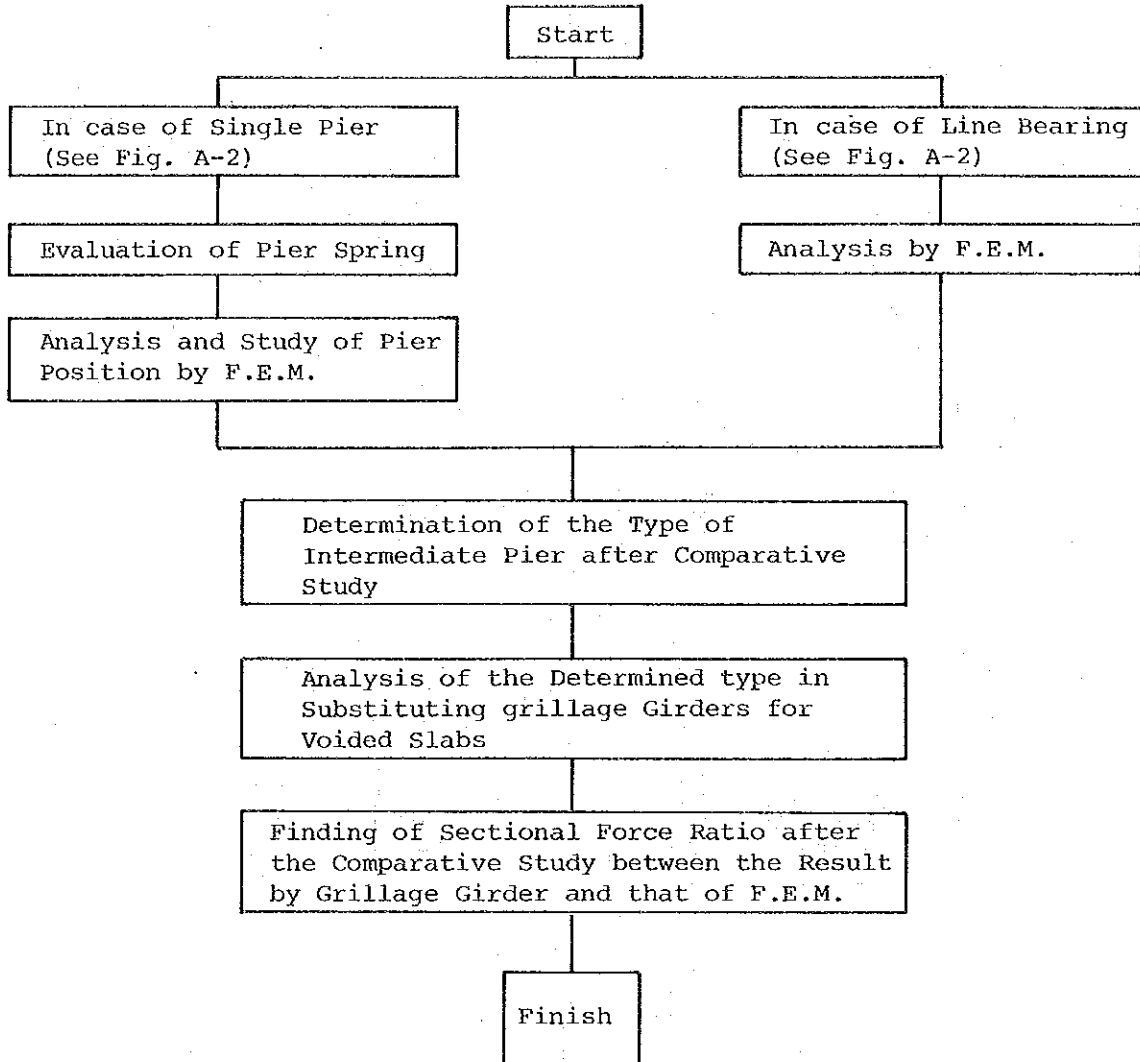 Start
In case of Single Pier
(See Fig. A-2)
Evaluation of Pier Spring
Analysis and Study of Pier
Position by F.E.M.
In case of Line Bearing
(See Fig. A-2)
Analysis by F.E.M.
Determination of the Type of
Intermediate Pier after Comparative
Study
Analysis of the Determined type in
Substituting grillage Girders for
Voided Slabs
Finding of Sectional Force Ratio after
the Comparative Study between the Result
by Grillage Girder and that of F.E.M.
Finish